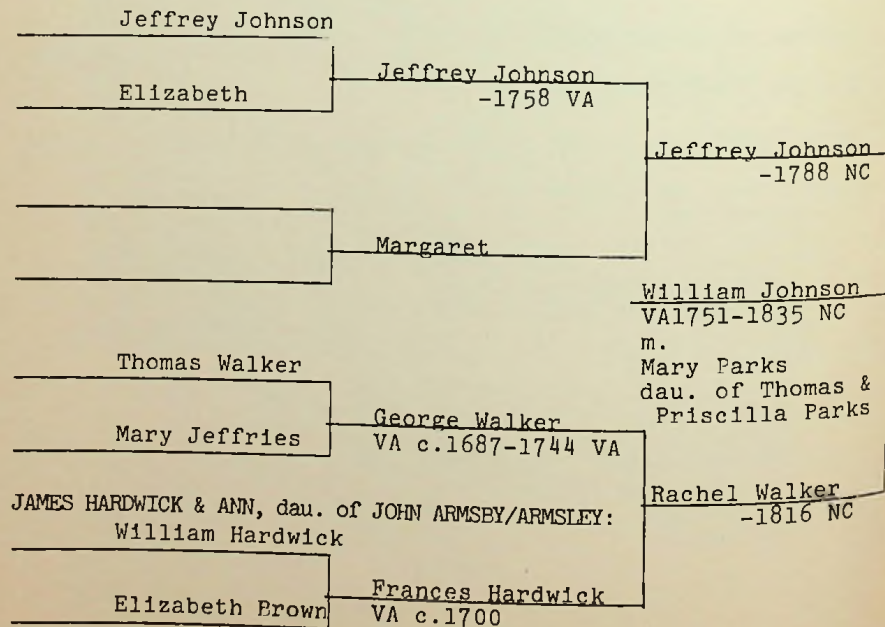 Jeffrey Johnson
Elizabeth
Jeffrey Johnson
-1758 VA
Jeffrey Johnson
-1788 NC
Margaret
William Johnson
VA1751-1835 NC
m.
Mary Parks
dau. of Thomas &
Priscilla Parks
Thomas Walker
Mary Jeffries
George Walker
VA c.1687-1744 VA
Rachel Walker
-1816 NC
JAMES HARDWICK & ANN, dau. of JOHN ARMSBY/ARMSLEY:
William Hardwick
Elizabeth Brown
Frances Hardwick
VA c.1700